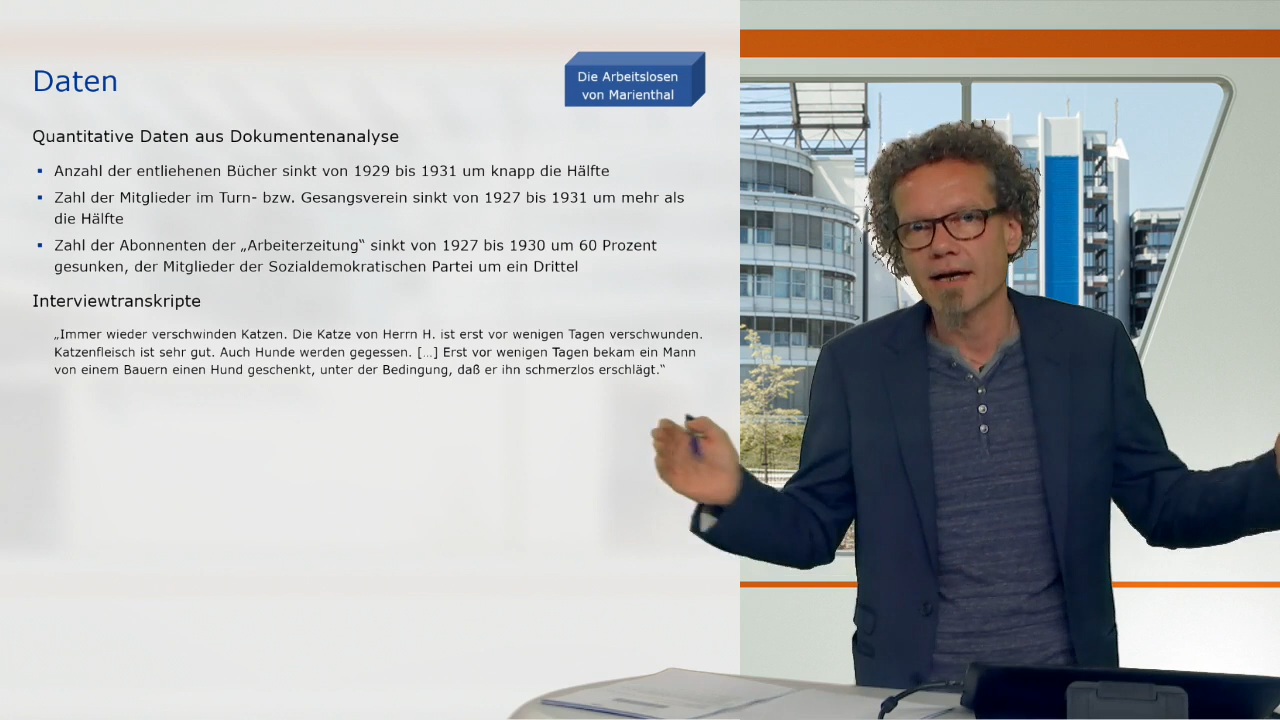 Daten
Die Arbeitslosen
von Marienthal
Quantitative Daten aus Dokumentenanalyse
▪ Anzahl der entliehenen Bücher sinkt von 1929 bis 1931 um knapp die Hälfte
▪ Zahl der Mitglieder im Turn- bzw. Gesangsverein sinkt von 1927 bis 1931 um mehr als
die Hälfte
▪ Zahl der Abonnenten der „Arbeiterzeitung“ sinkt von 1927 bis 1930 um 60 Prozent
gesunken, der Mitglieder der Sozialdemokratischen Partei um ein Drittel
Interviewtranskripte
„Immer wieder verschwinden Katzen. Die Katze von Herrn H. ist erst vor wenigen Tagen verschwunden.
Katzenfleisch ist sehr gut. Auch Hunde werden gegessen. […] Erst vor wenigen Tagen bekam ein Mann
von einem Bauern einen Hund geschenkt, unter der Bedingung, daß er ihn schmerzlos erschlägt.“